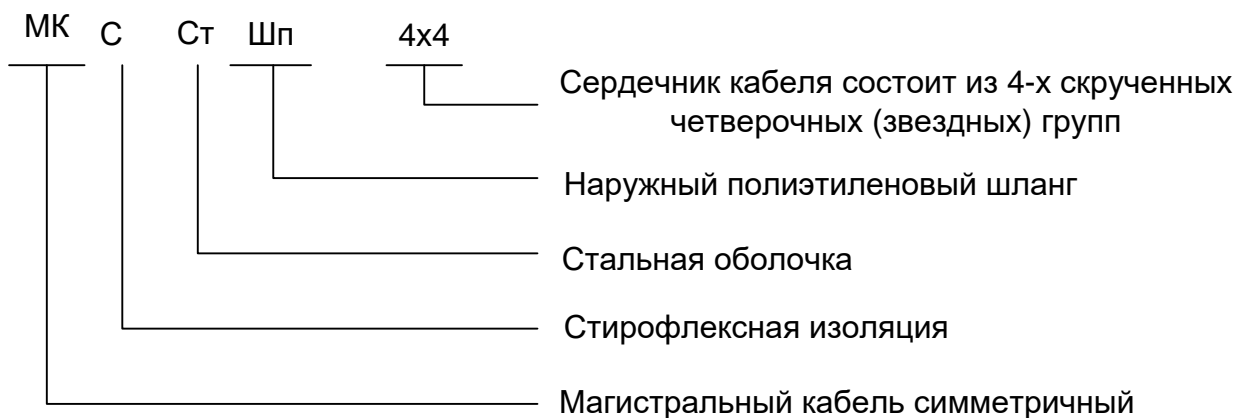 МК С Ст Шп 4х4
Сердечник кабеля состоит из 4-х скрученных
четверочных (звездных) групп
Наружный полиэтиленовый шланг
Стальная оболочка
Стирофлексная изоляция
Магистральный кабель симметричный